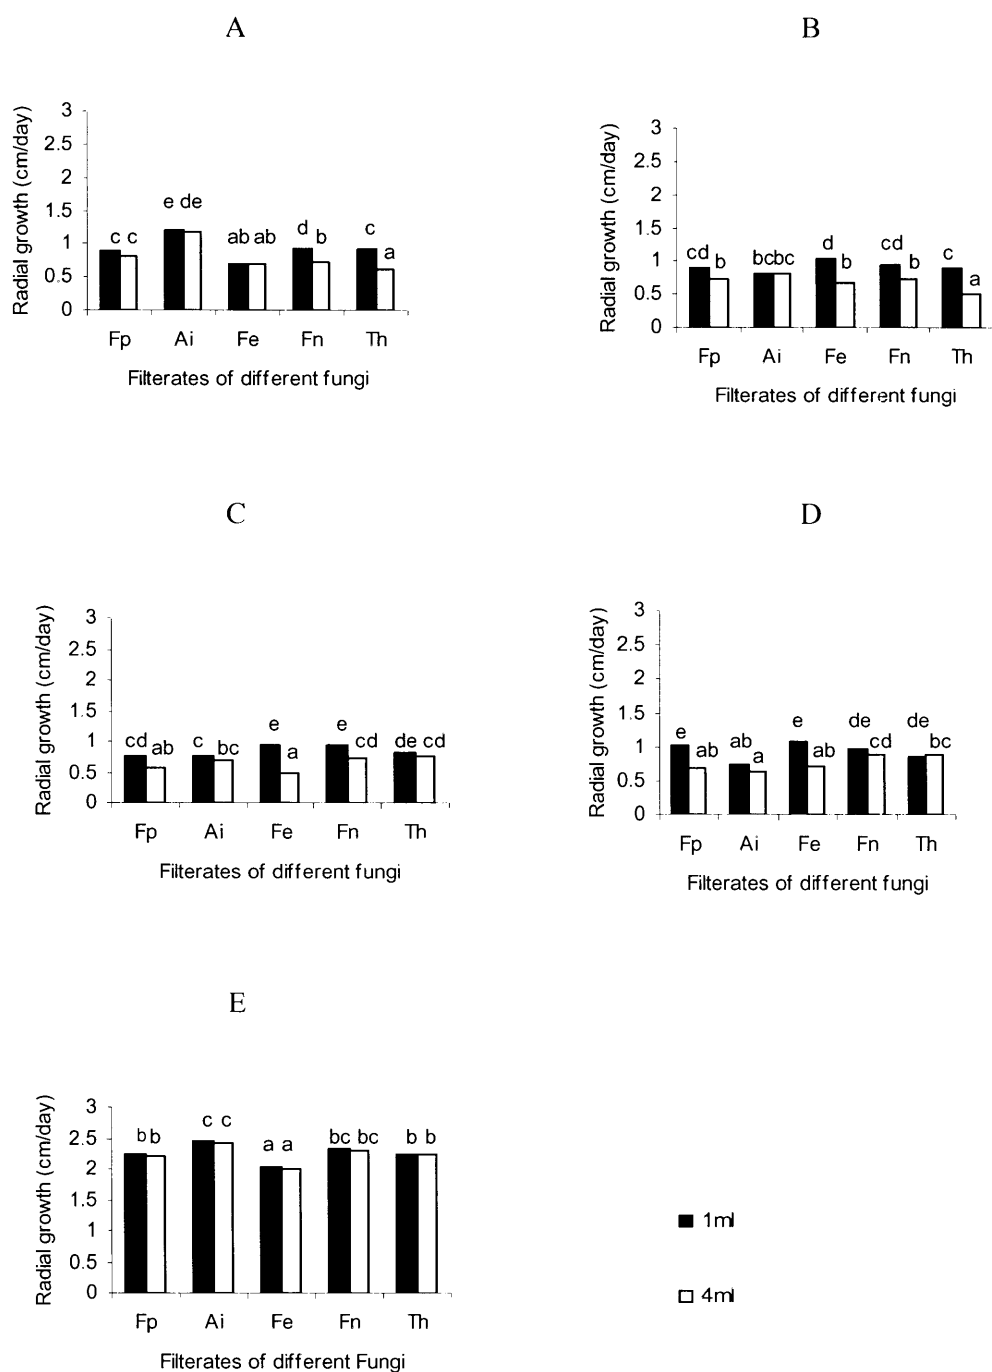 A
Radial growth (cm/day)
3
2.5
2
1.5
1
0.5
0
c c
e de
ab ab
d b
c a
Fp Ai Fe Fn Th
Filterates of different fungi
B
Radial growth (cm/day)
3
2.5
2
1.5
1
0.5
0
cd b
bcbc
d b
cd b
c a
Fp Ai Fe Fn Th
Filterates of different fungi
C
Radial growth (cm/day)
3
2.5
2
1.5
1
0.5
0
cd ab
c bc
e a
e cd
de cd
Fp Ai Fe Fn Th
Filterates of different fungi
D
Radial growth (cm/day)
3
2.5
2
1.5
1
0.5
0
e ab
ab a
e ab
de cd
de bc
Fp Ai Fe Fn Th
Filterates of different fungi
E
Radial growth (cm/day)
3
2.5
2
1.5
1
0.5
0
b b
c c
a a
bc bc
b b
Fp Ai Fe Fn Th
Filterates of different Fungi
1ml
4ml